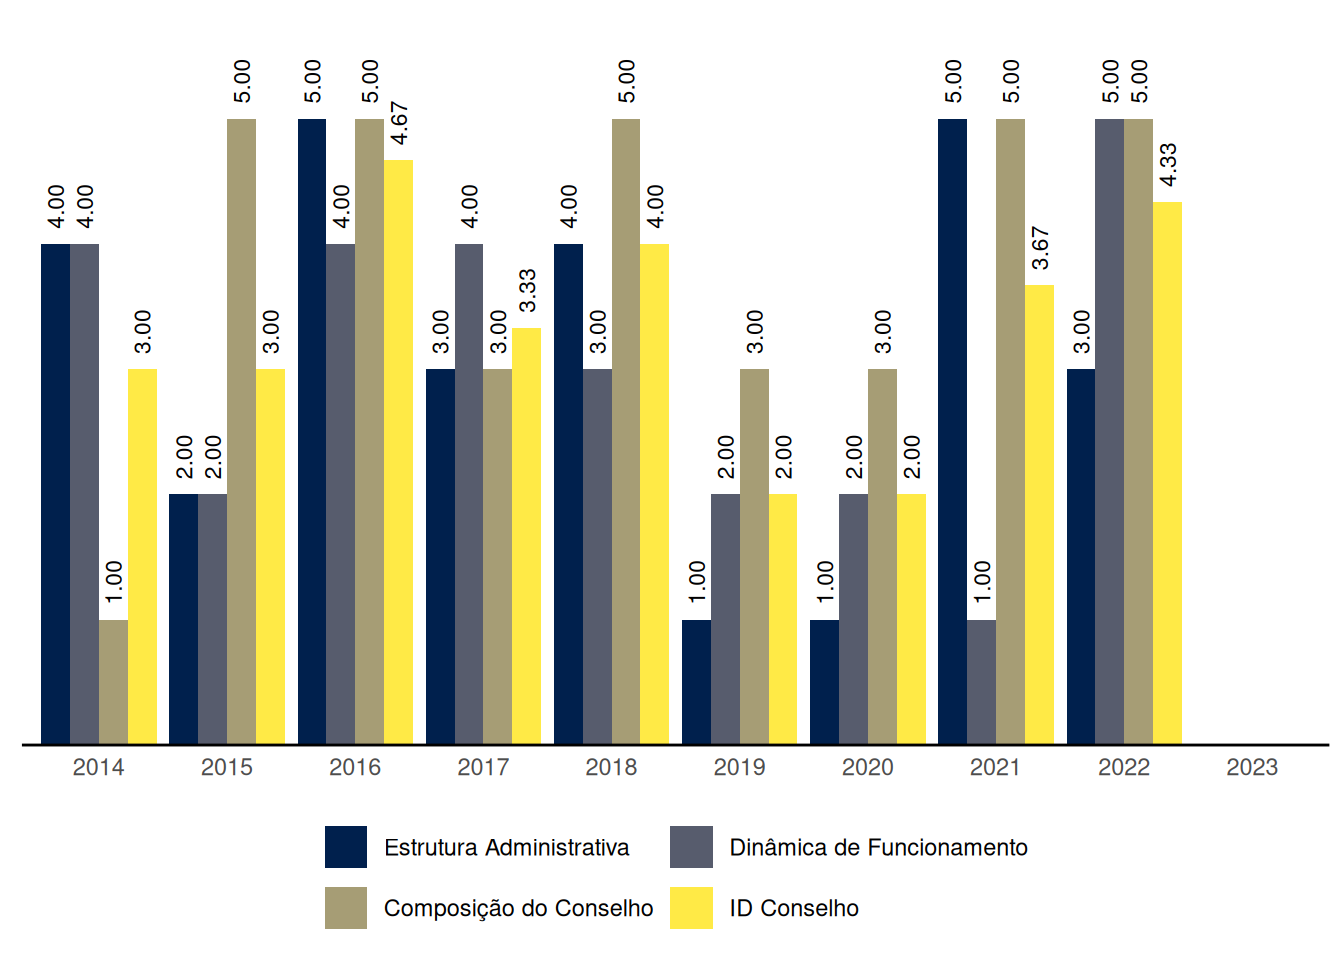 5.00 5.00 5.00 5.00 5.00 5.00 5.00 5.00
4.67
4.33
4.00 4.00 4.00 4.00 4.00 4.00
3.67
3.33
3.00 3.00 3.00 3.00 3.00 3.00 3.00 3.00
2.00 2.00 2.00 2.00 2.00 2.00
1.00 1.00 1.00 1.00
2014 2015 2016 2017 2018 2019 2020 2021 2022 2023
Estrutura Administrativa Dinâmica de Funcionamento
Composição do Conselho ID Conselho